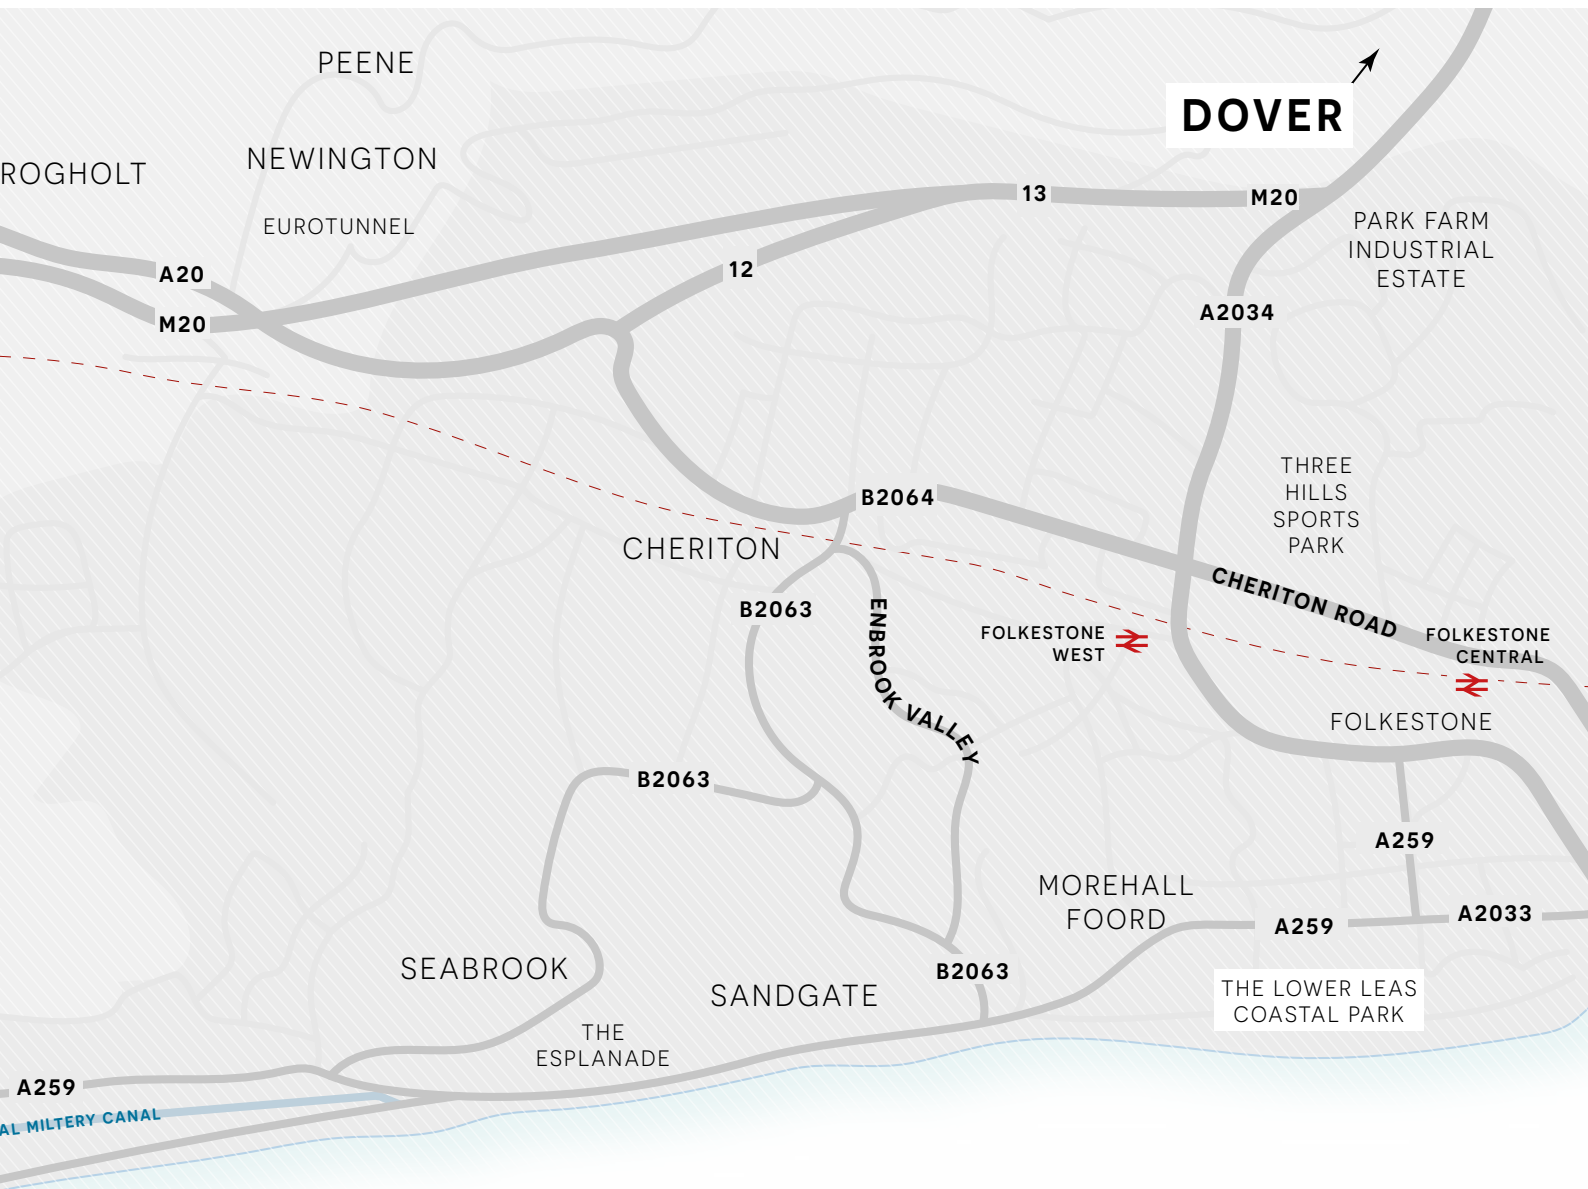 PEENE
DOVER
NEWINGTON
ROGHOLT
13
M20
EUROTUNNEL
PARK FARM
INDUSTRIAL
ESTATE
12
A20
M20
A2034
THREE
HILLS
SPORTS
PARK
B2064
CHERITON
CHERITON ROAD
B2063
ENBROOK VALLEY
FOLKESTONE
WEST
FOLKESTONE
CENTRAL
FOLKESTONE
B2063
A259
MOREHALL
FOORD
A2033
A259
SEABROOK
B2063
SANDGATE
THE LOWER LEAS
COASTAL PARK
THE
ESPLANADE
A259
AL MILTERY CANAL